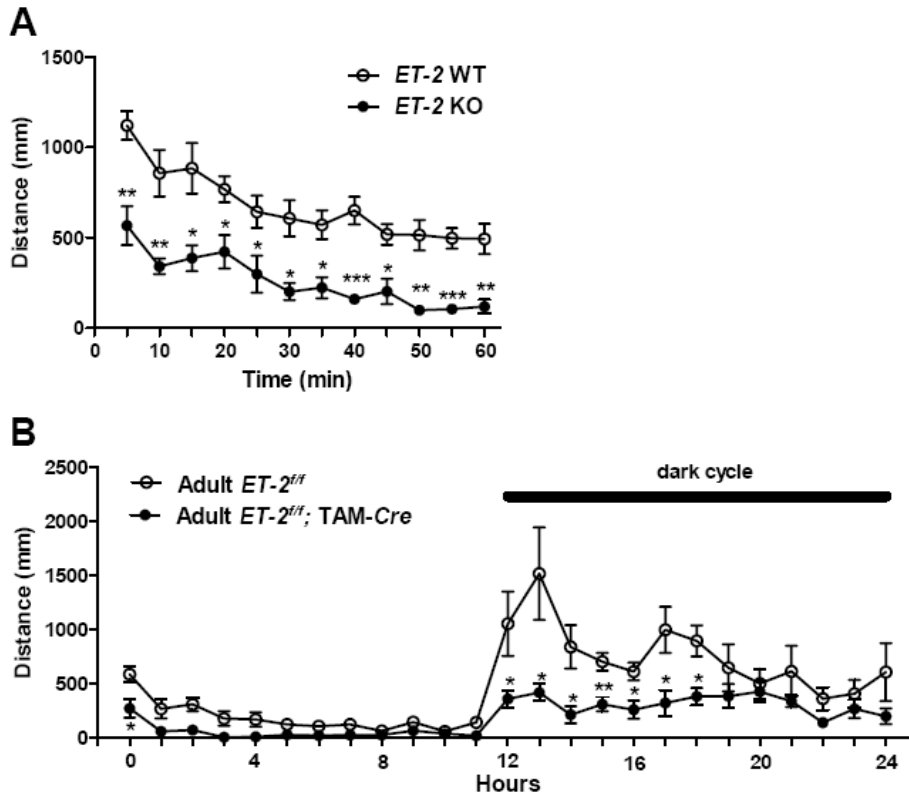 A
1500
1000
500
0
Distance (mm)
ET-2 WT
ET-2 KO
** ** * * * * * *** * ** *** **
0 10 20 30 40 50 60
Time (min)
B
2500
2000
1500
1000
500
0
Distance (mm)
Adult ET-2f/f
Adult ET-2f/f; TAM-Cre
dark cycle
* * * * ** * * *
0 4 8 12 16 20 24
Hours